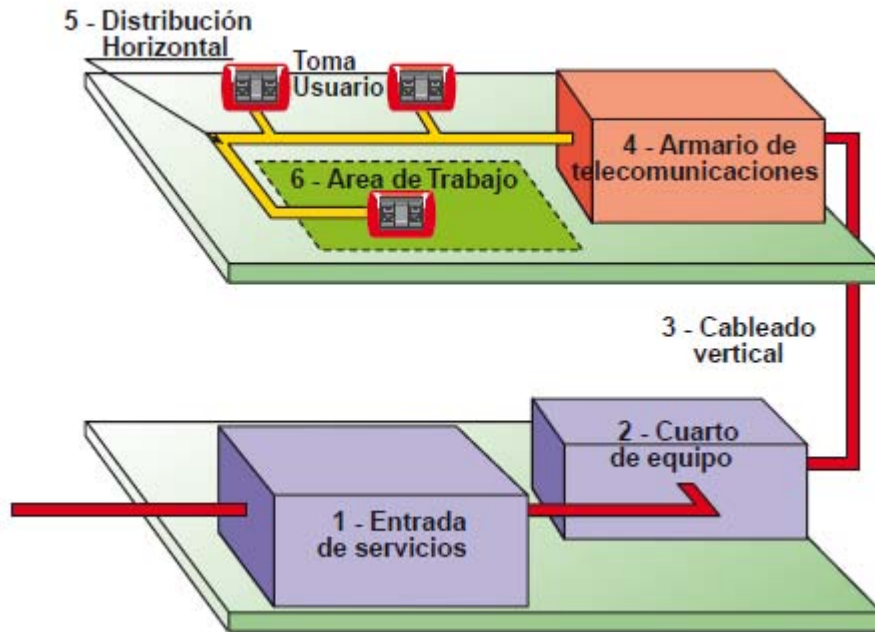 5 - Distribución
Horizontal
Toma
Usuario
4 - Armario de
telecomunicaciones
6 - Area de Trabajo
3 - Cableado
vertical
2 - Cuarto
de equipo
1 - Entrada
de servicios